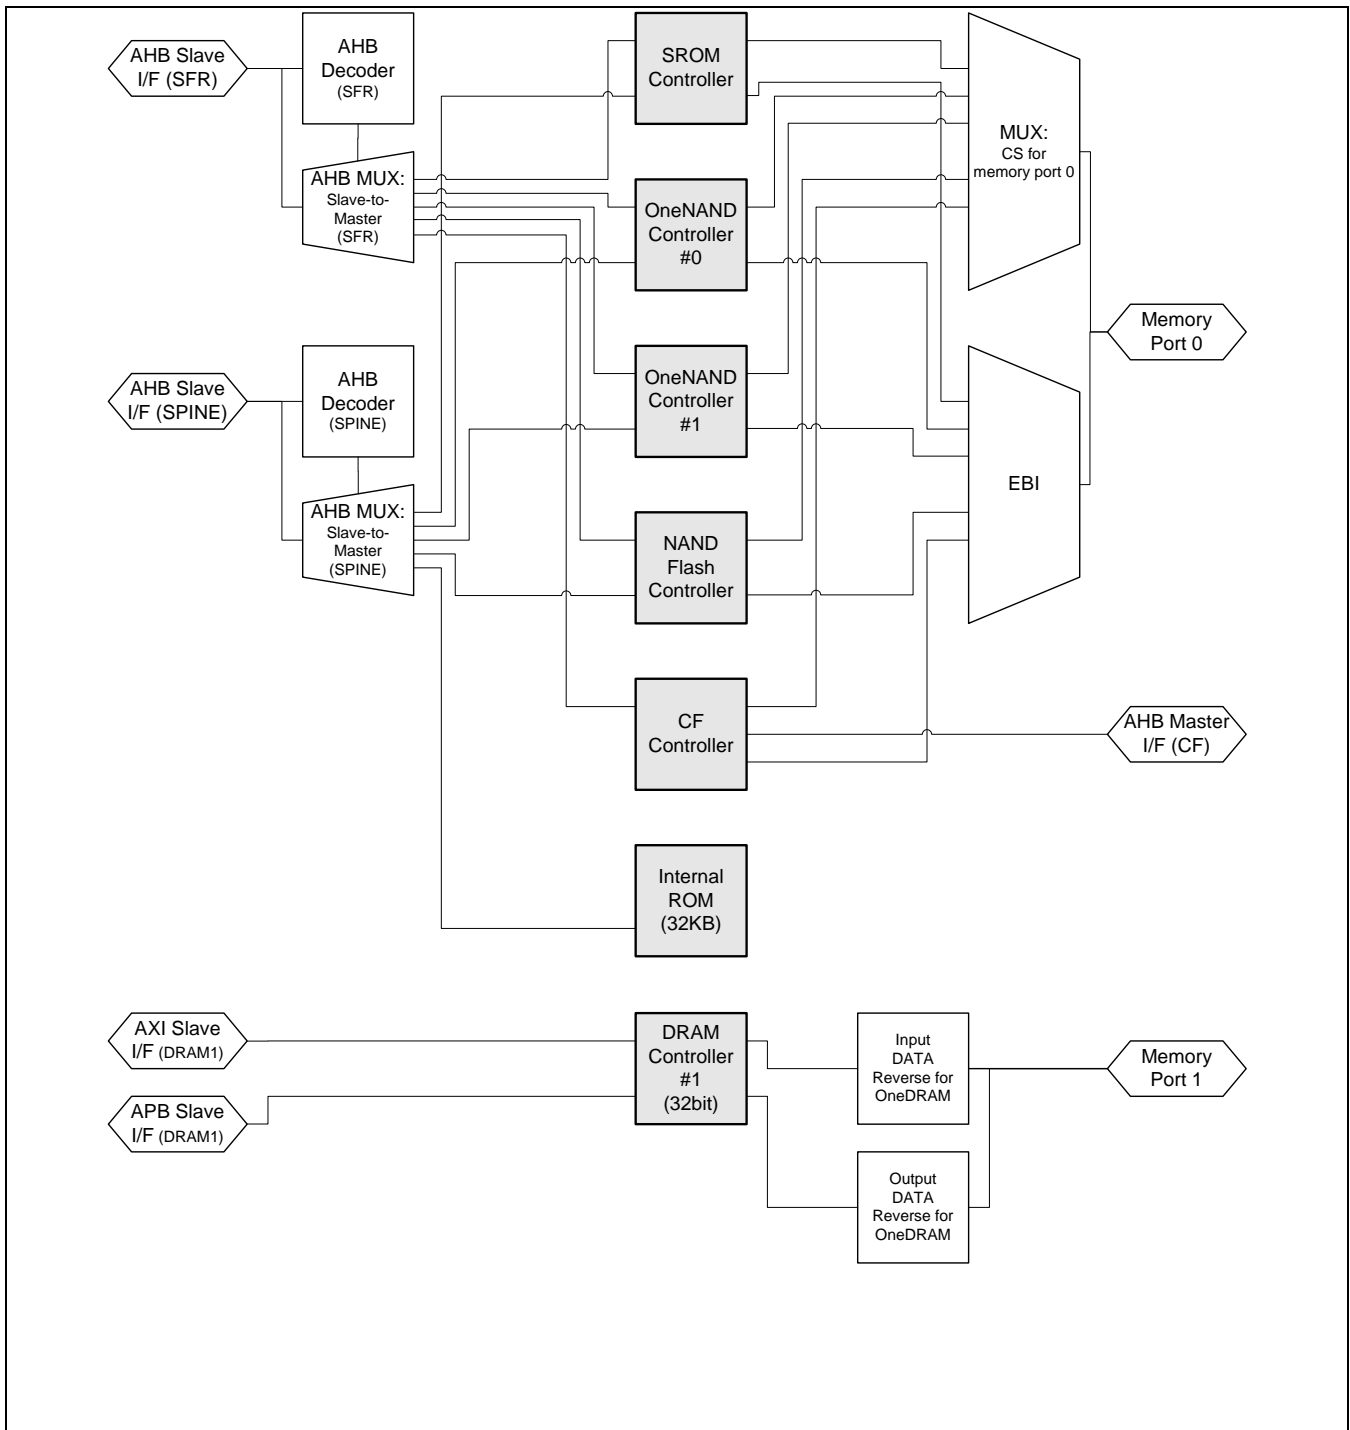 AHB Slave
I/F (SFR)
AHB
Decoder
(SFR)
SROM
Controller
MUX:
CS for
memory port 0
AHB MUX:
Slave-to-
Master
(SFR)
OneNAND
Controller
#0
Memory
Port 0
AHB Slave
I/F (SPINE)
AHB
Decoder
(SPINE)
OneNAND
Controller
#1
EBI
AHB MUX:
Slave-to-
Master
(SPINE)
NAND
Flash
Controller
CF
Controller
AHB Master
I/F (CF)
Internal
ROM
(32KB)
AXI Slave
I/F (DRAM1)
DRAM
Controller
#1
(32bit)
Input
DATA
Reverse for
OneDRAM
Memory
Port 1
APB Slave
I/F (DRAM1)
Output
DATA
Reverse for
OneDRAM